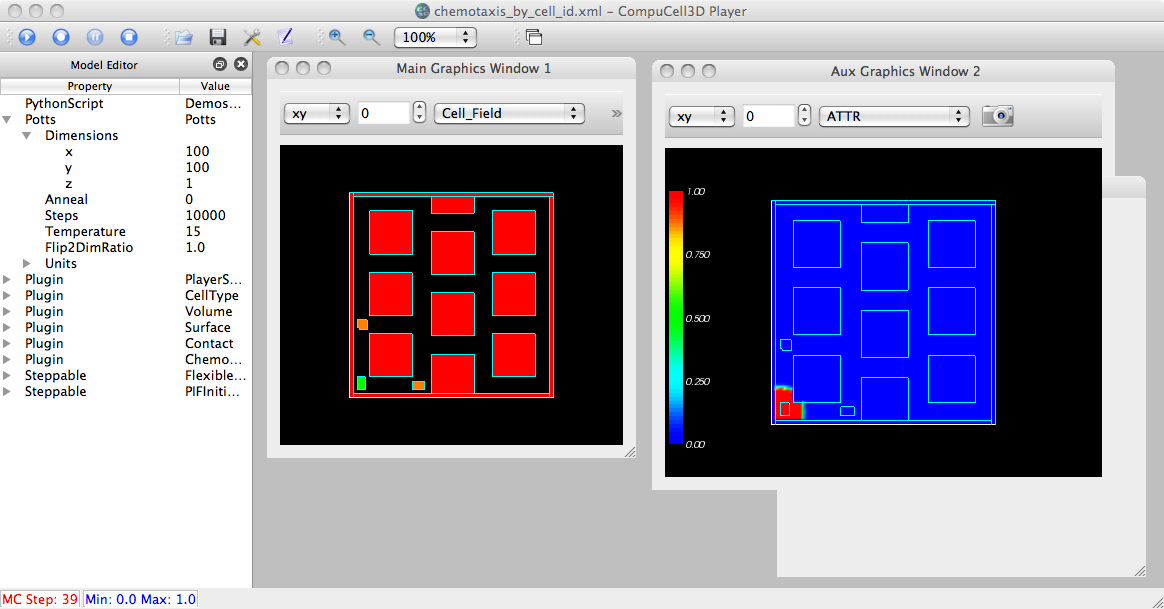 chemotaxis_by_cell_id.xml – CompuCell3D Player
100%
Model Editor
Property Value
PythonScript Demos...
Potts Potts
Dimensions
x 100
y 100
z 1
Anneal 0
Steps 10000
Temperature 15
Flip2DimRatio 1.0
Units
Plugin PlayerS...
Plugin CellType
Plugin Volume
Plugin Surface
Plugin Contact
Plugin Chemo...
Steppable Flexible...
Steppable PIFIniti...
Main Graphics Window 1
xy 0 Cell_Field »
Aux Graphics Window 2
xy 0 ATTR
1.00
0.750
0.500
0.250
0.00
MC Step: 39 Min: 0.0 Max: 1.0